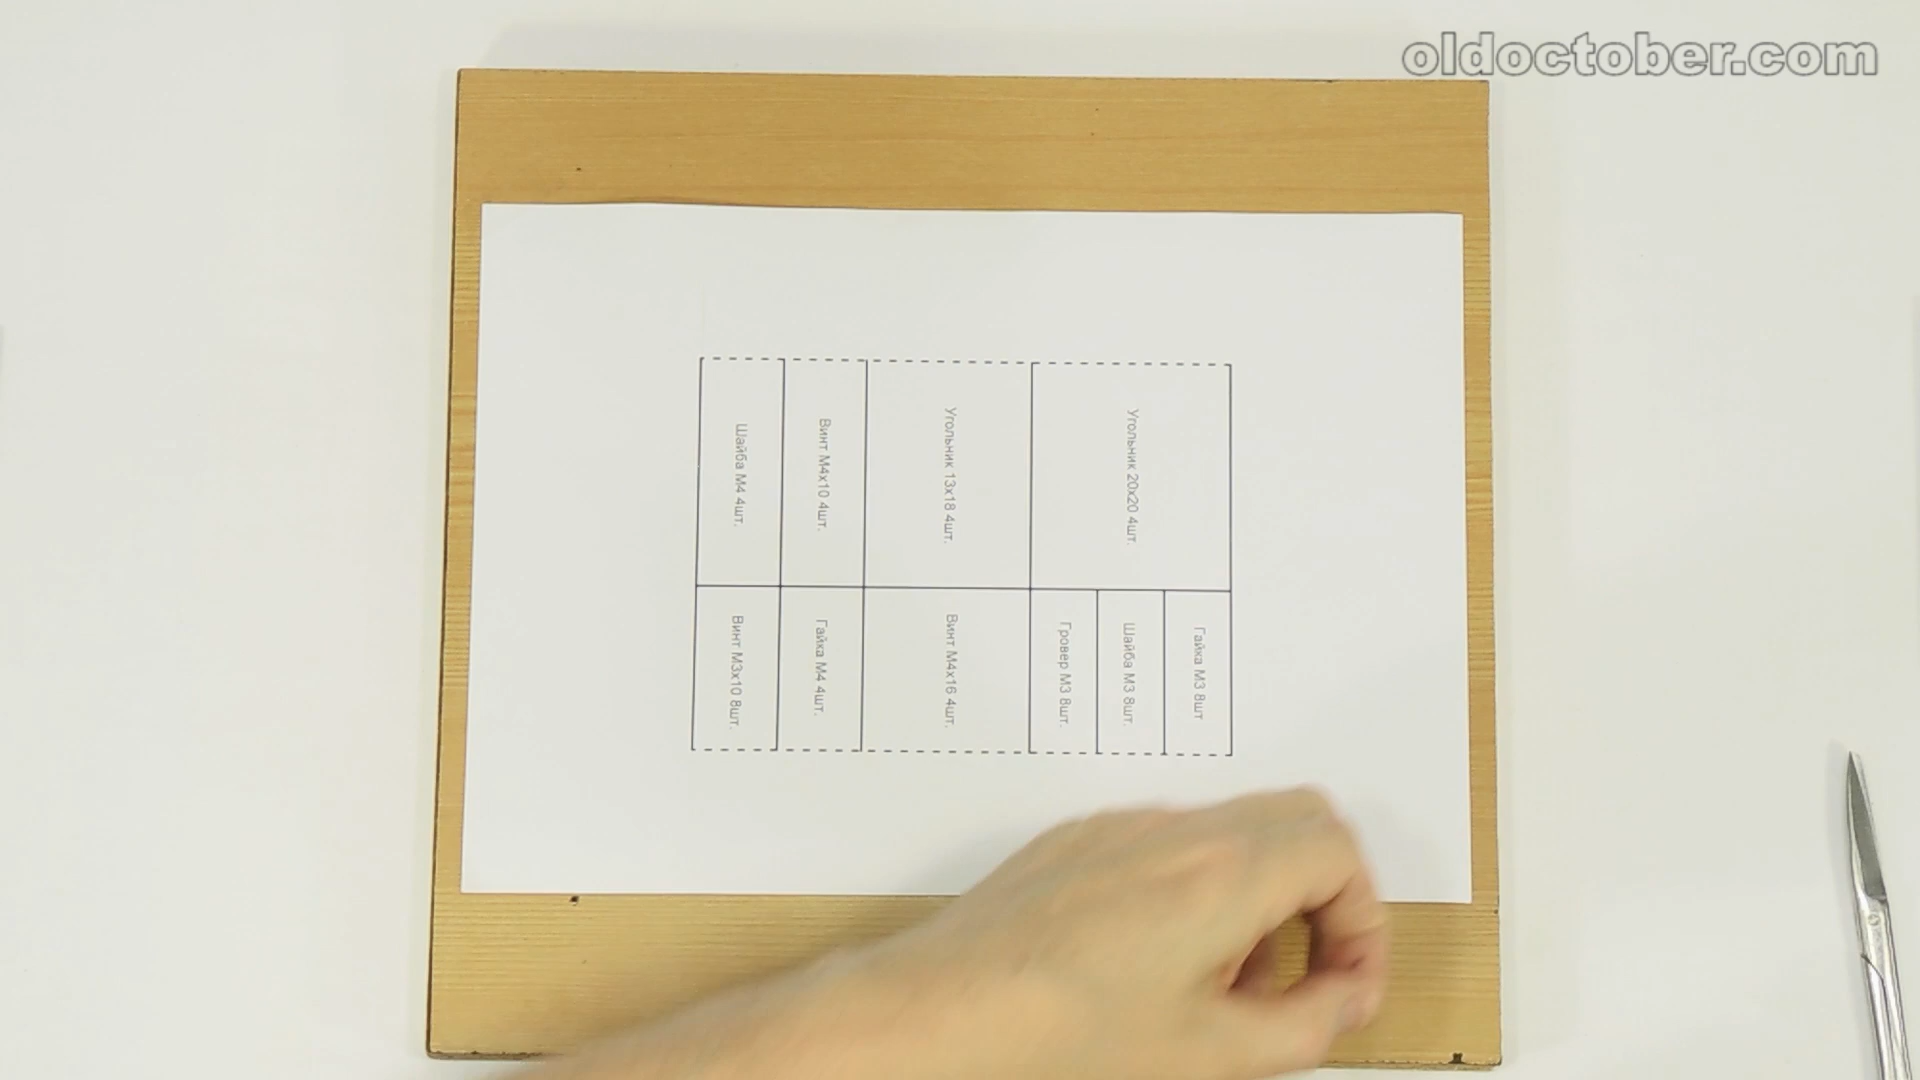 oldoctober.com
Угольник 20х20 4шт.
Угольник 13х18 4шт.
Винт М4х10 4шт.
Шайба М4 4шт.
Гайка М3 8шт
Шайба М3 8шт.
Гровер М3 8шт.
Винт М4х16 4шт.
Гайка М4 4шт.
Винт М3х10 8шт.